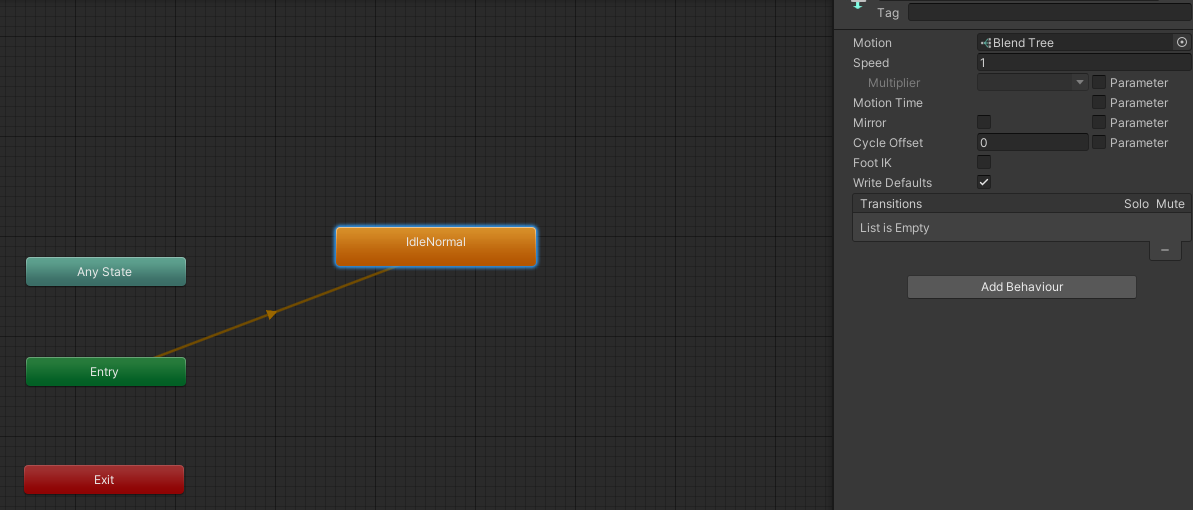 IdleNormal
Any State
Entry
Exit
Tag
Motion Blend Tree
Speed 1
Multiplier Parameter
Motion Time Parameter
Mirror Parameter
Cycle Offset 0 Parameter
Foot IK
Write Defaults
Transitions Solo Mute
List is Empty
Add Behaviour